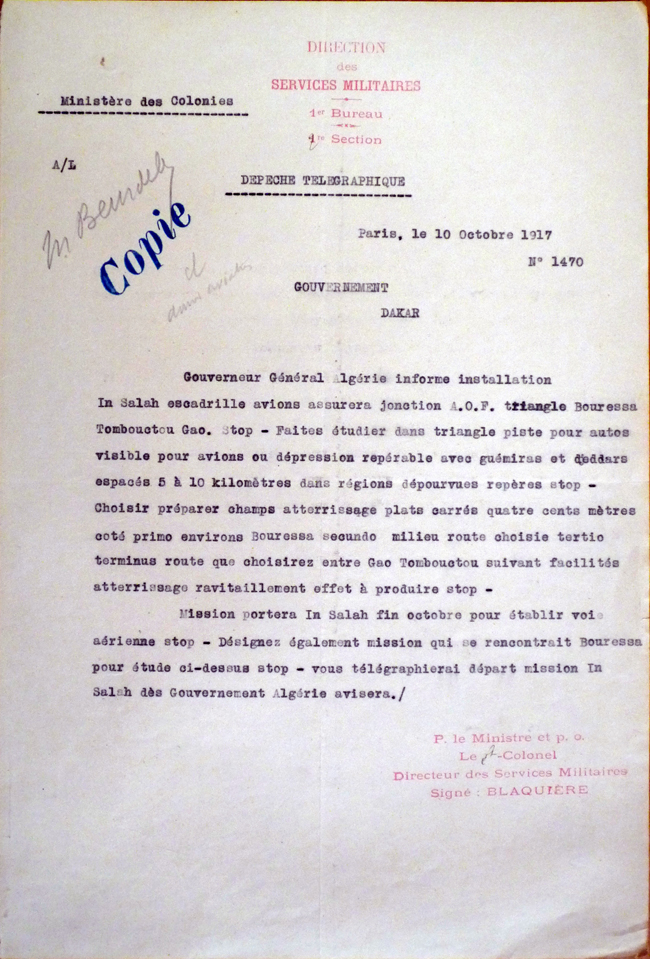 DIRECTION
des
SERVICES MILITAIRES
1er Bureau
Section
Ministère des Colonies
A/L
DEPECHE TELEGRAPHIQUE
Copie
Paris, le 10 Octobre 1917
N° 1470
GOUVERNEMENT
DAKAR
Gouverneur Général Algérie informe installation
In Salah escadrille avions assurera jonction A.O.F. triangle Bouressa
Tombouctou Gao. Stop - Faites étudier dans triangle piste pour autos
visible pour avions ou dépression repérable avec guémiras et djeddars
espacés 5 à 10 kilomètres dans régions dépourvues repères stop -
Choisir préparer champs atterrissage plats carrés quatre cents mètres
coté primo environs Bouressa secundo milieu route choisie tertio
terminus route que choisirez entre Gao Tombouctou suivant facilités
atterrissage ravitaillement effet à produire stop -
Mission portera In Salah fin octobre pour établir voie
aérienne stop - Désignez également mission qui se rencontrait Bouressa
pour étude ci-dessus stop - vous télégraphierai départ mission In
Salah dès Gouvernement Algérie avisera./
P. le Ministre et p. o.
Le Lt-Colonel
Directeur des Services Militaires
Signé : BLAQUIÈRE